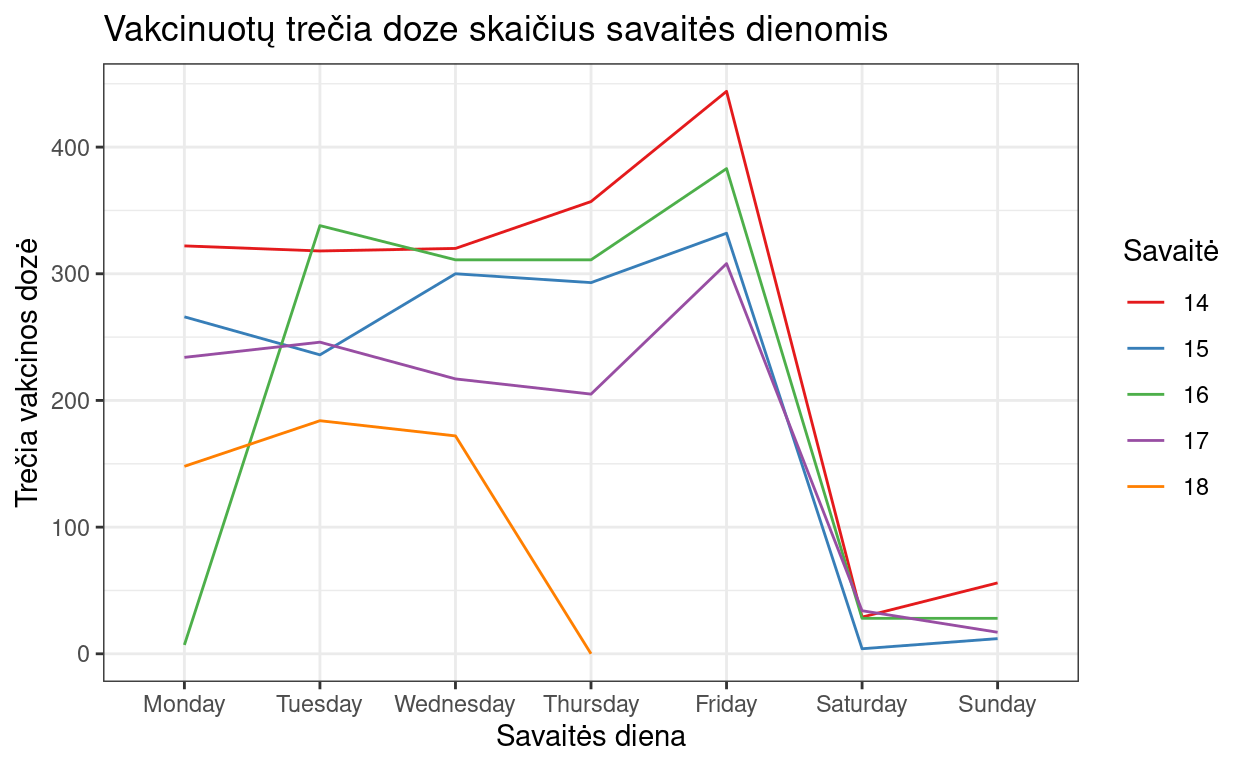 Vakcinuotų trečia doze skaičius savaitės dienomis
Trečia vakcinos dozė
400
300
200
100
0
Monday Tuesday Wednesday Thursday Friday Saturday Sunday
Savaitės diena
Savaitė
14
15
16
17
18